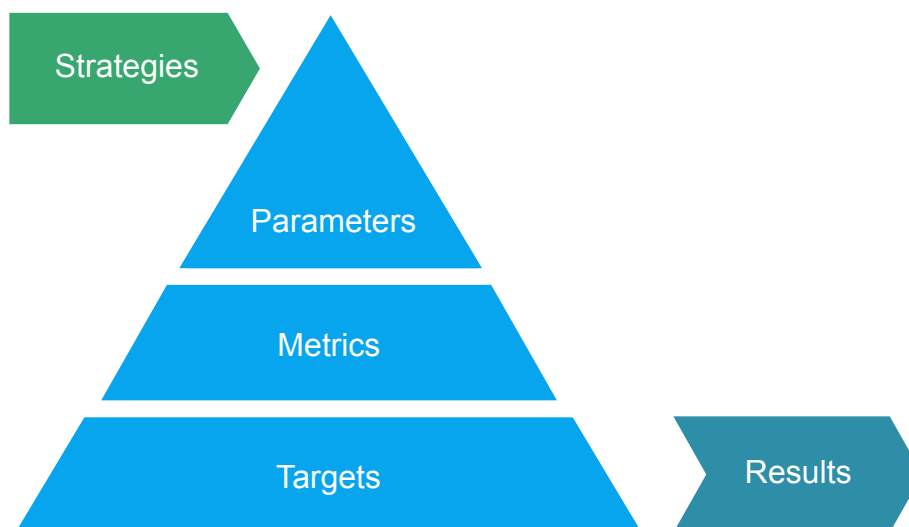 Strategies
Parameters
Metrics
Targets
Results